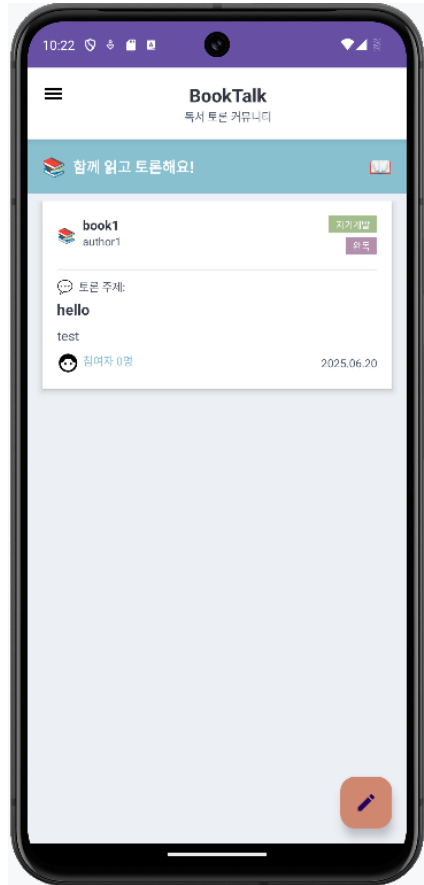 10:22
BookTalk
독서 토론 커뮤니티
함께 읽고 토론해요!
book1
author1
자기계발
완독
토론 주제:
hello
test
참여자 0명
2025.06.20